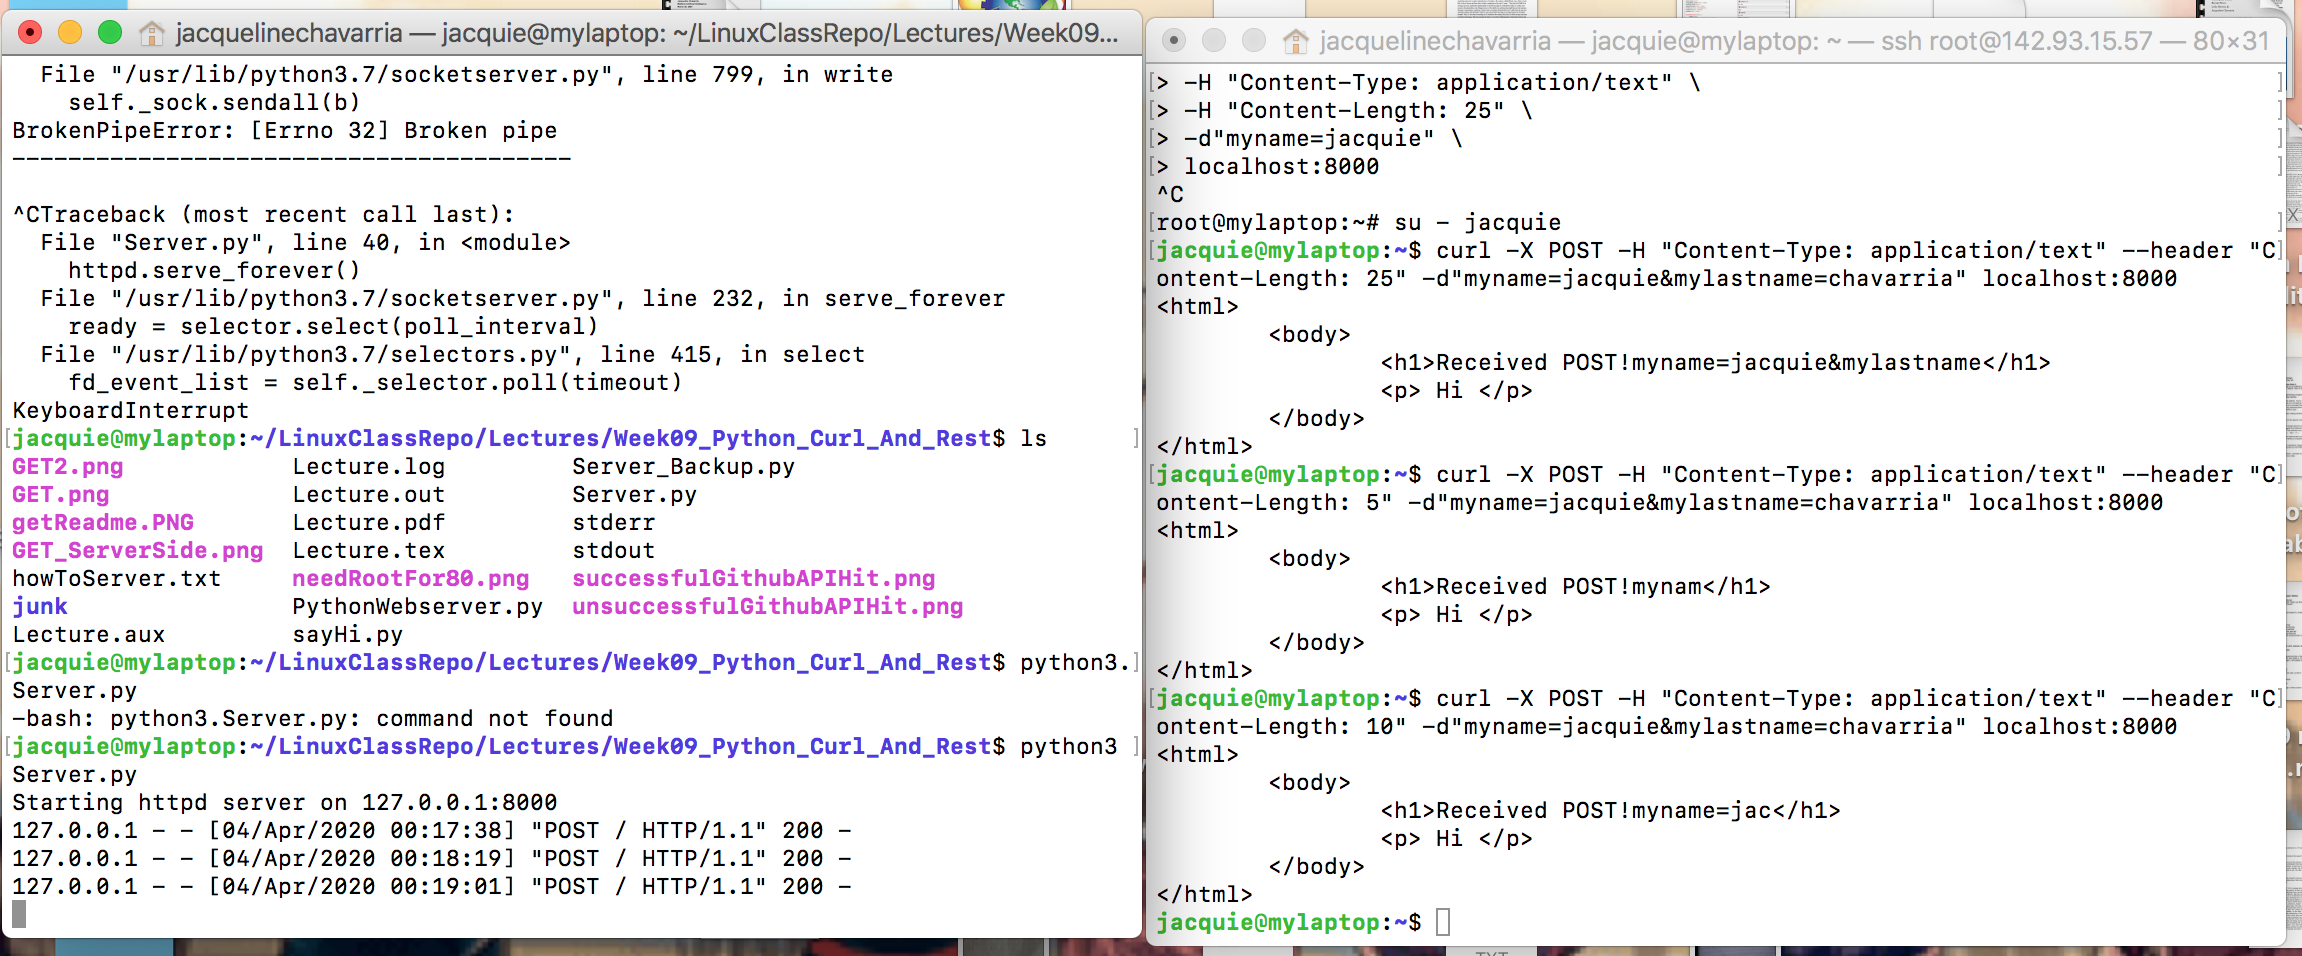 jacquelinechavarria — jacquie@mylaptop: ~/LinuxClassRepo/Lectures/Week09...
File "/usr/lib/python3.7/socketserver.py", line 799, in write
self._sock.sendall(b)
BrokenPipeError: [Errno 32] Broken pipe
----------------------------------------
^CTraceback (most recent call last):
File "Server.py", line 40, in <module>
httpd.serve_forever()
File "/usr/lib/python3.7/socketserver.py", line 232, in serve_forever
ready = selector.select(poll_interval)
File "/usr/lib/python3.7/selectors.py", line 415, in select
fd_event_list = self._selector.poll(timeout)
KeyboardInterrupt
[jacquie@mylaptop:~/LinuxClassRepo/Lectures/Week09_Python_Curl_And_Rest$ ls ]
GET2.png Lecture.log Server_Backup.py
GET.png Lecture.out Server.py
getReadme.PNG Lecture.pdf stderr
GET_ServerSide.png Lecture.tex stdout
howToServer.txt needRootFor80.png successfulGithubAPIHit.png
junk PythonWebserver.py unsuccessfulGithubAPIHit.png
Lecture.aux sayHi.py
[jacquie@mylaptop:~/LinuxClassRepo/Lectures/Week09_Python_Curl_And_Rest$ python3.]
Server.py
-bash: python3.Server.py: command not found
[jacquie@mylaptop:~/LinuxClassRepo/Lectures/Week09_Python_Curl_And_Rest$ python3 ]
Server.py
Starting httpd server on 127.0.0.1:8000
127.0.0.1 - - [04/Apr/2020 00:17:38] "POST / HTTP/1.1" 200 -
127.0.0.1 - - [04/Apr/2020 00:18:19] "POST / HTTP/1.1" 200 -
127.0.0.1 - - [04/Apr/2020 00:19:01] "POST / HTTP/1.1" 200 -
jacquelinechavarria — jacquie@mylaptop: ~ — ssh root@142.93.15.57 — 80×31
[> -H "Content-Type: application/text" \ ]
[> -H "Content-Length: 25" \ ]
[> -d"myname=jacquie" \ ]
[> localhost:8000 ]
^C
[root@mylaptop:~# su - jacquie ]
[jacquie@mylaptop:~$ curl -X POST -H "Content-Type: application/text" --header "C]
ontent-Length: 25" -d"myname=jacquie&mylastname=chavarria" localhost:8000
<html>
<body>
<h1>Received POST!myname=jacquie&mylastname</h1>
<p> Hi </p>
</body>
</html>
[jacquie@mylaptop:~$ curl -X POST -H "Content-Type: application/text" --header "C]
ontent-Length: 5" -d"myname=jacquie&mylastname=chavarria" localhost:8000
<html>
<body>
<h1>Received POST!mynam</h1>
<p> Hi </p>
</body>
</html>
[jacquie@mylaptop:~$ curl -X POST -H "Content-Type: application/text" --header "C]
ontent-Length: 10" -d"myname=jacquie&mylastname=chavarria" localhost:8000
<html>
<body>
<h1>Received POST!myname=jac</h1>
<p> Hi </p>
</body>
</html>
jacquie@mylaptop:~$